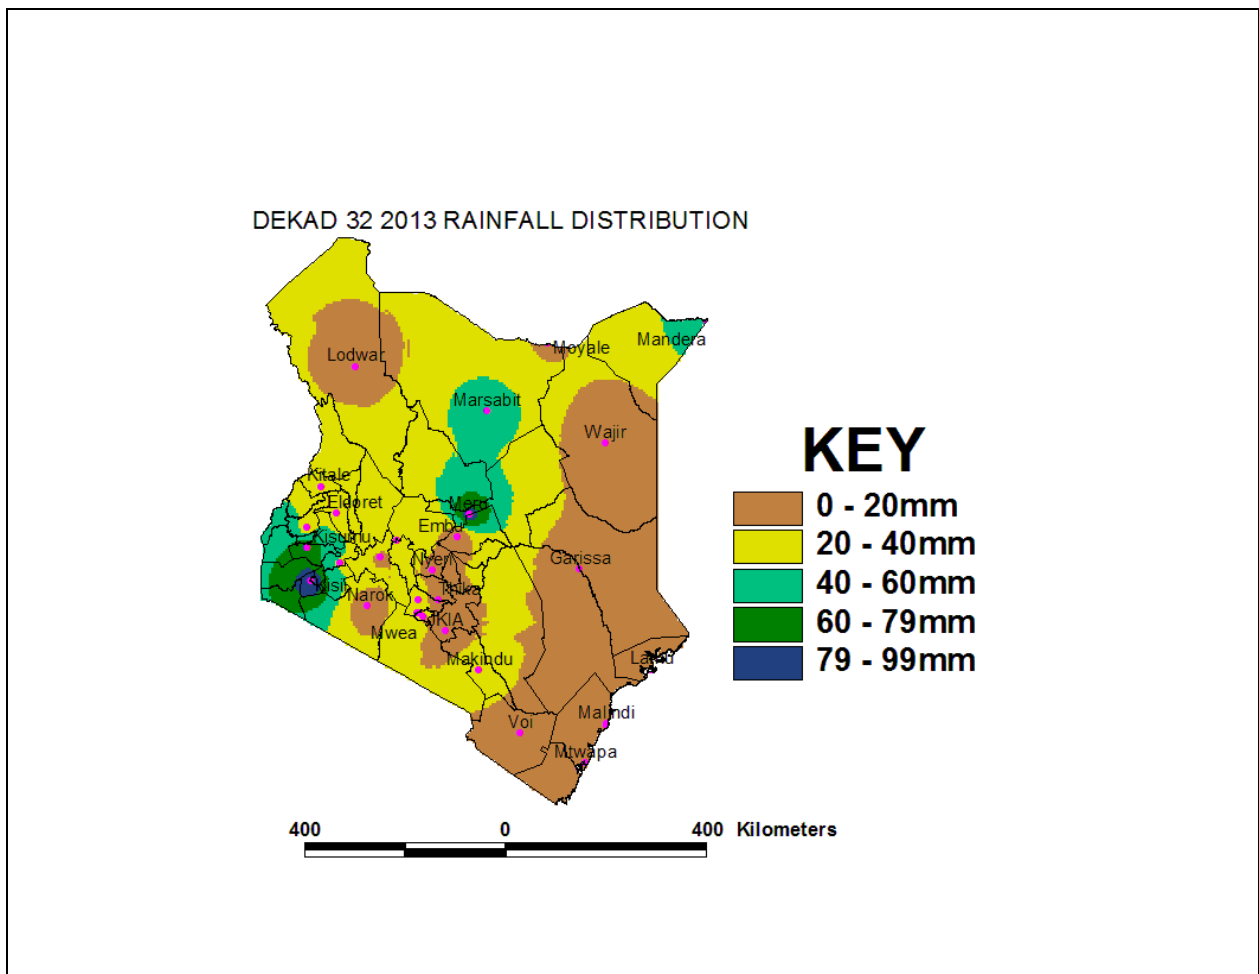 DEKAD 32 2013 RAINFALL DISTRIBUTION
Mandera
Moyale
Lodwar
Marsabit
Wajir
KEY
Kitale
Eldoret
Meru
0 - 20mm
Embu
Kisumu
20 - 40mm
Nyeri
Garissa
40 - 60mm
Kisii
Narok
Thika
60 - 79mm
JKIA
Mwea
Makindu
Lamu
79 - 99mm
Voi
Malindi
Mtwapa
400 0 400 Kilometers